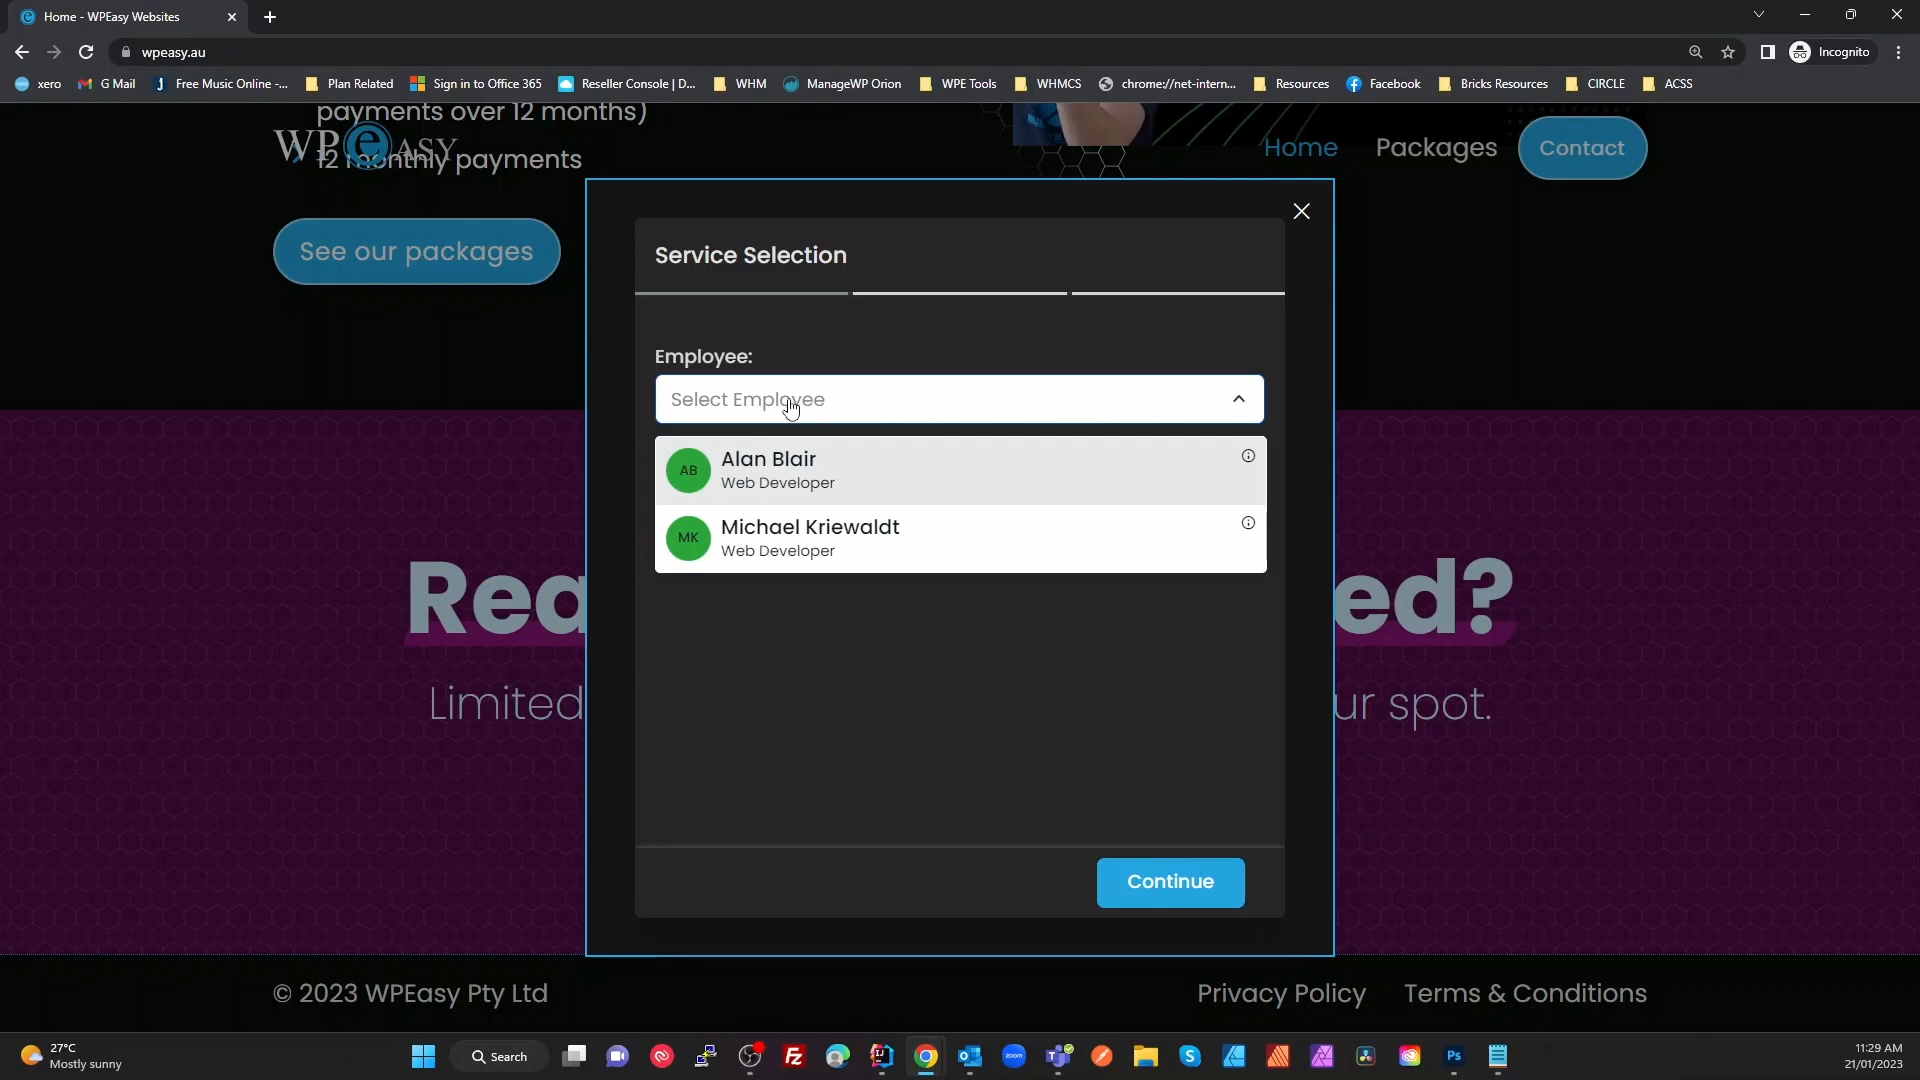 Home - WPEasy Websites
wpeasy.au
Incognito
xero
G Mail
Free Music Online -...
Plan Related
Sign in to Office 365
Reseller Console | D...
WHM
ManageWP Orion
WPE Tools
WHMCS
chrome://net-intern...
Resources
Facebook
Bricks Resources
CIRCLE
ACSS
payments over 12 months)
WPeASY
12 monthly payments
Home
Packages
Contact
See our packages
Service Selection
Employee:
Select Employee
AB
Alan Blair
Web Developer
MK
Michael Kriewaldt
Web Developer
Rea
ed?
Limited
ur spot.
Continue
© 2023 WPEasy Pty Ltd
Privacy Policy
Terms & Conditions
27°C
Mostly sunny
Search
zoom
Ps
11:29 AM
21/01/2023